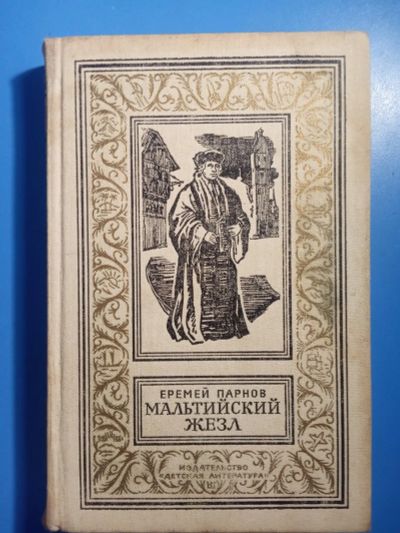 ЕРЕМЕЙ ПАРНОВ
МАЛЬТИЙСКИЙ
ЖЕЗЛ
ИЗДАТЕЛЬСТВО
«ДЕТСКАЯ ЛИТЕРАТУРА»